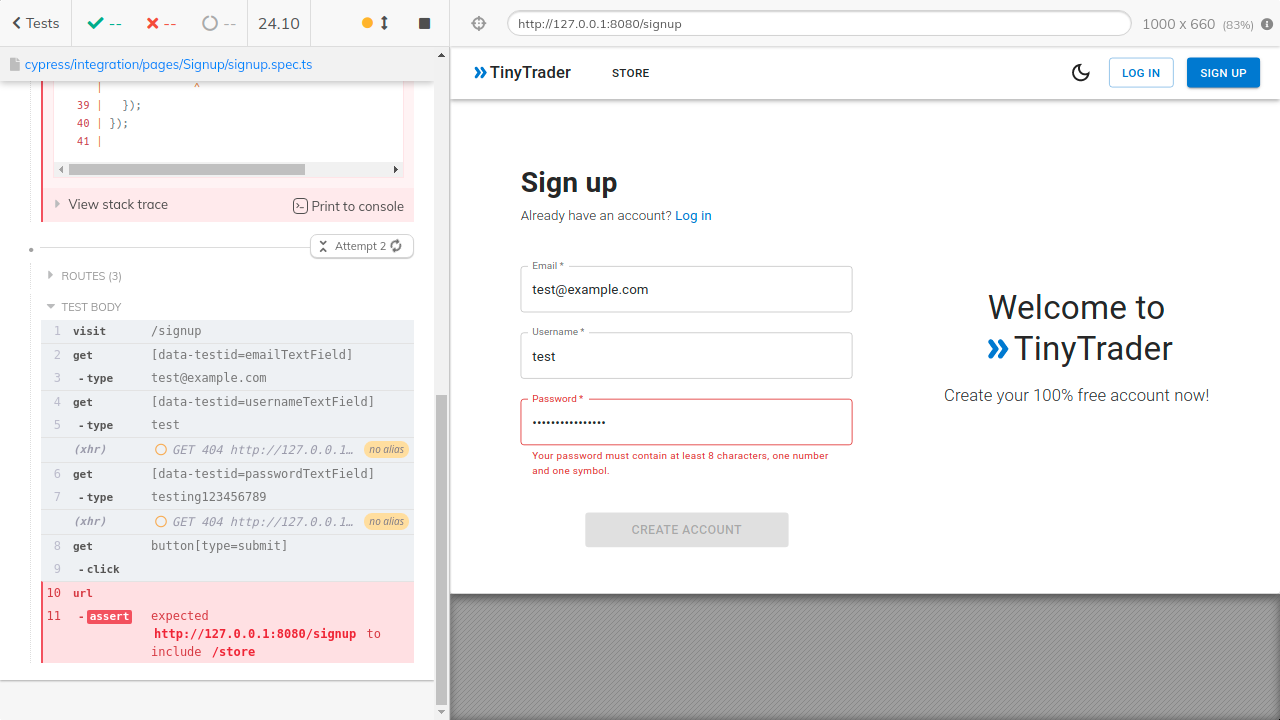 Tests
--
--
--
24.10
http://127.0.0.1:8080/signup
1000 x 660 (83%)
cypress/integration/pages/Signup/signup.spec.ts
| ^
39 | });
40 | });
41 |
View stack trace
Print to console
Attempt 2
ROUTES (3)
TEST BODY
1 visit /signup
2 get [data-testid=emailTextField]
3 -type test@example.com
4 get [data-testid=usernameTextField]
5 -type test
(xhr) GET 404 http://127.0.0.1… no alias
6 get [data-testid=passwordTextField]
7 -type testing123456789
(xhr) GET 404 http://127.0.0.1… no alias
8 get button[type=submit]
9 -click
10 url
11 -assert expected
http://127.0.0.1:8080/signup to
include /store
TinyTrader
STORE
LOG IN
SIGN UP
Sign up
Already have an account? Log in
Email *
test@example.com
Username *
test
Password *
••••••••••••••••
Your password must contain at least 8 characters, one number
and one symbol.
CREATE ACCOUNT
Welcome to
TinyTrader
Create your 100% free account now!